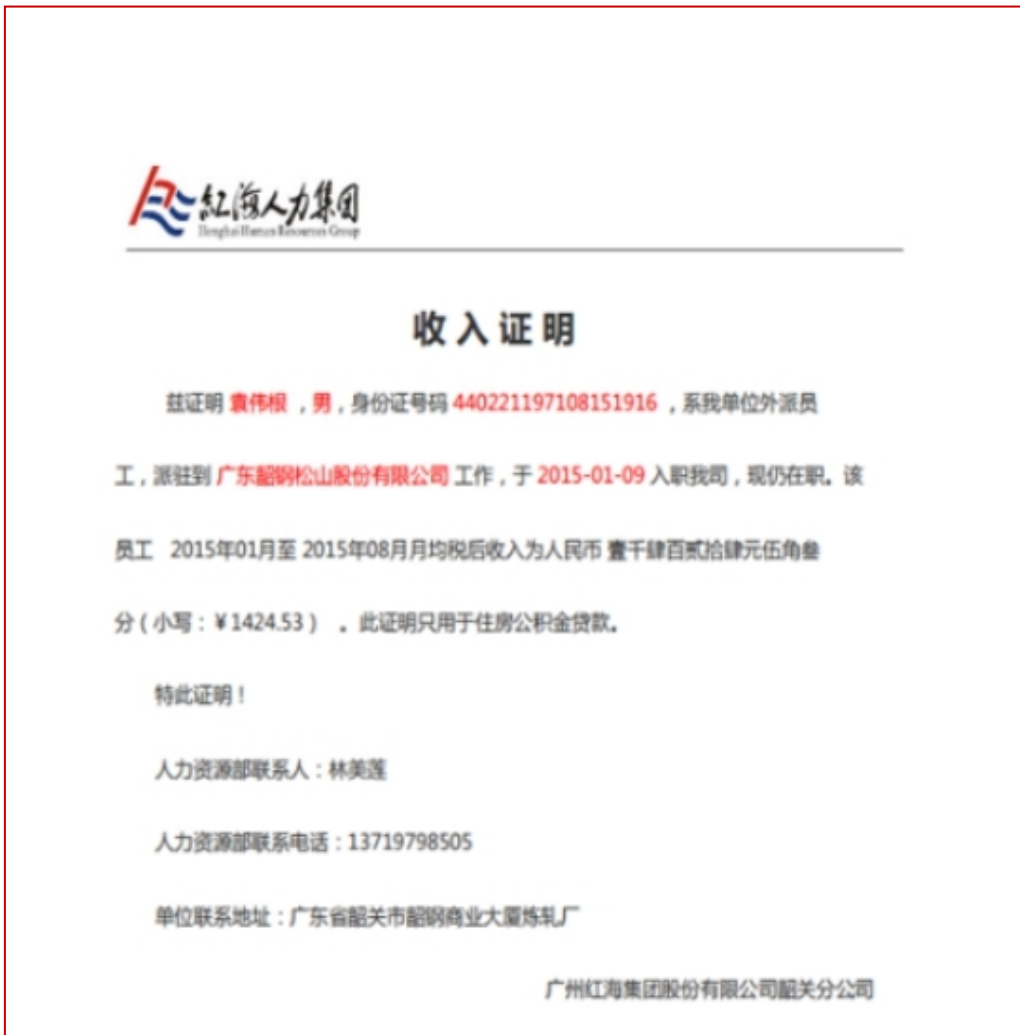 红海人力集团
Honghai Human Resources Group
收入证明
兹证明 袁伟根 ，男，身份证号码 440221197108151916 ，系我单位外派员
工，派驻到 广东韶钢松山股份有限公司 工作，于 2015-01-09 入职我司，现仍在职。该
员工 2015年01月至 2015年08月月均税后收入为人民币 壹千肆百贰拾肆元伍角叁
分（小写：￥1424.53） 。此证明只用于住房公积金贷款。
特此证明！
人力资源部联系人：林美莲
人力资源部联系电话：13719798505
单位联系地址：广东省韶关市韶钢商业大厦炼轧厂
广州红海集团股份有限公司韶关分公司